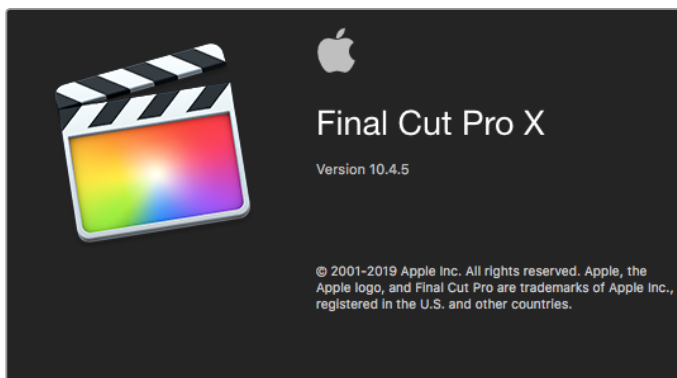 Final Cut Pro X
Version 10.4.5
© 2001-2019 Apple Inc. All rights reserved. Apple, the
Apple logo, and Final Cut Pro are trademarks of Apple Inc.,
registered in the U.S. and other countries.